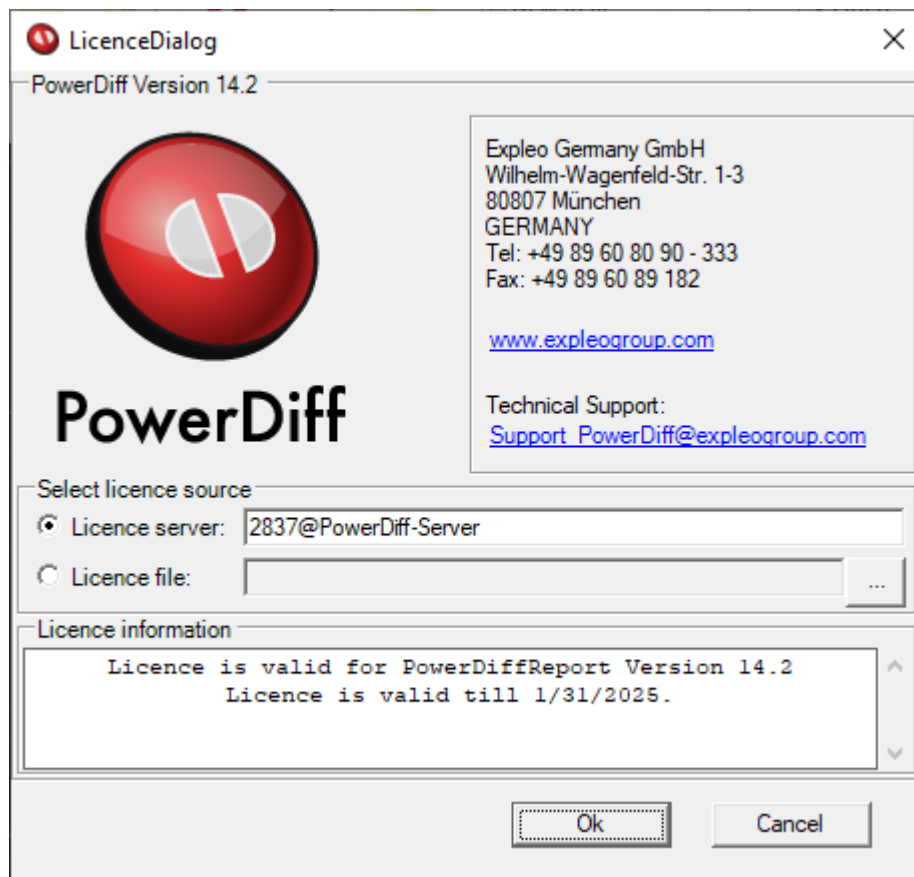 LicenceDialog
PowerDiff Version 14.2
PowerDiff
Expleo Germany GmbH
Wilhelm-Wagenfeld-Str. 1-3
80807 München
GERMANY
Tel: +49 89 60 80 90 - 333
Fax: +49 89 60 89 182
www.expleogroup.com
Technical Support:
Support_PowerDiff@expleogroup.com
Select licence source
Licence server: 2837@PowerDiff-Server
Licence file: ...
Licence information
Licence is valid for PowerDiffReport Version 14.2
Licence is valid till 1/31/2025.
Ok Cancel